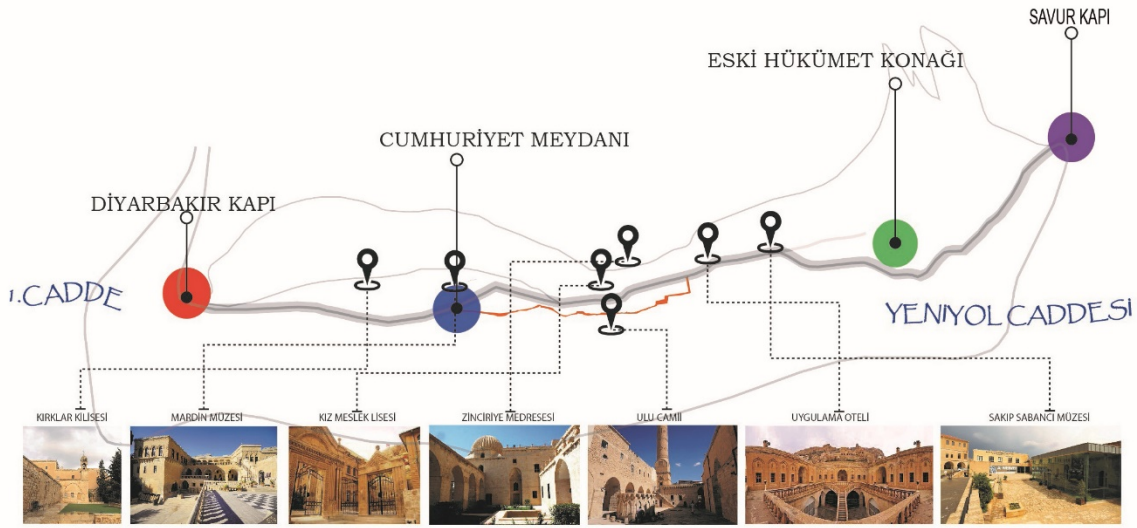 SAVUR KAPI
ESKİ HÜKÜMET KONAĞI
CUMHURİYET MEYDANI
DİYARBAKIR KAPI
1.CADDE
YENIYOL CADDESİ
KIRKLAR KİLİSESİ
MARDİN MÜZESİ
KIZ MESLEK LİSESİ
ZİNCİRİYE MEDRESESİ
ULU CAMİİ
UYGULAMA OTELİ
SAKIP SABANCI MÜZESİ